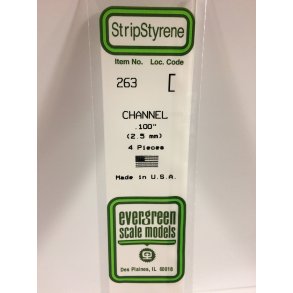 StripStyrene
Item No. Loc. Code
263
CHANNEL
.100"
(2.5 mm)
4 Pieces
Made in U.S.A.
evergreen
scale models
Des Plaines, IL 60018